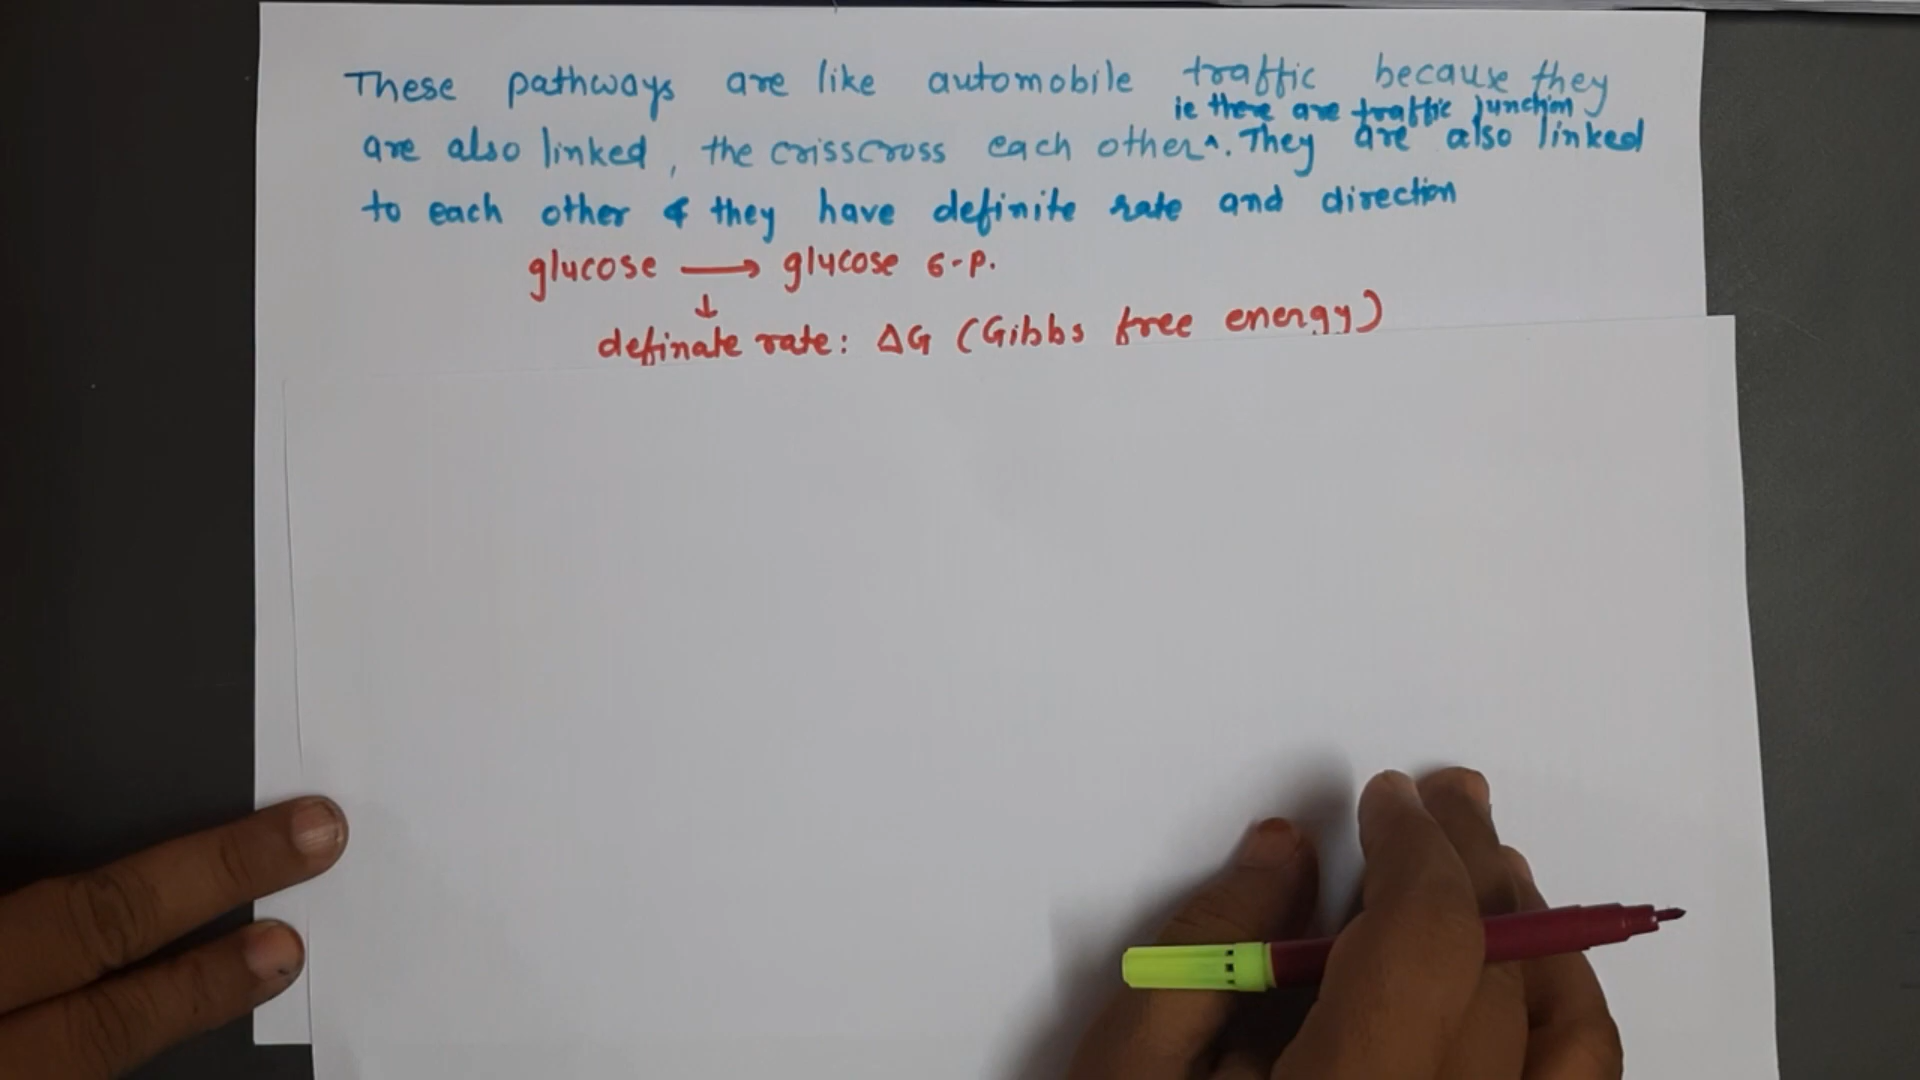 These pathways are like automobile traffic because they
ie there are traffic junction
are also linked, the crisscross each other ^. They are also linked
to each other & they have definite rate and direction
glucose → glucose 6-p.
↓
definate rate: ΔG (Gibbs free energy)